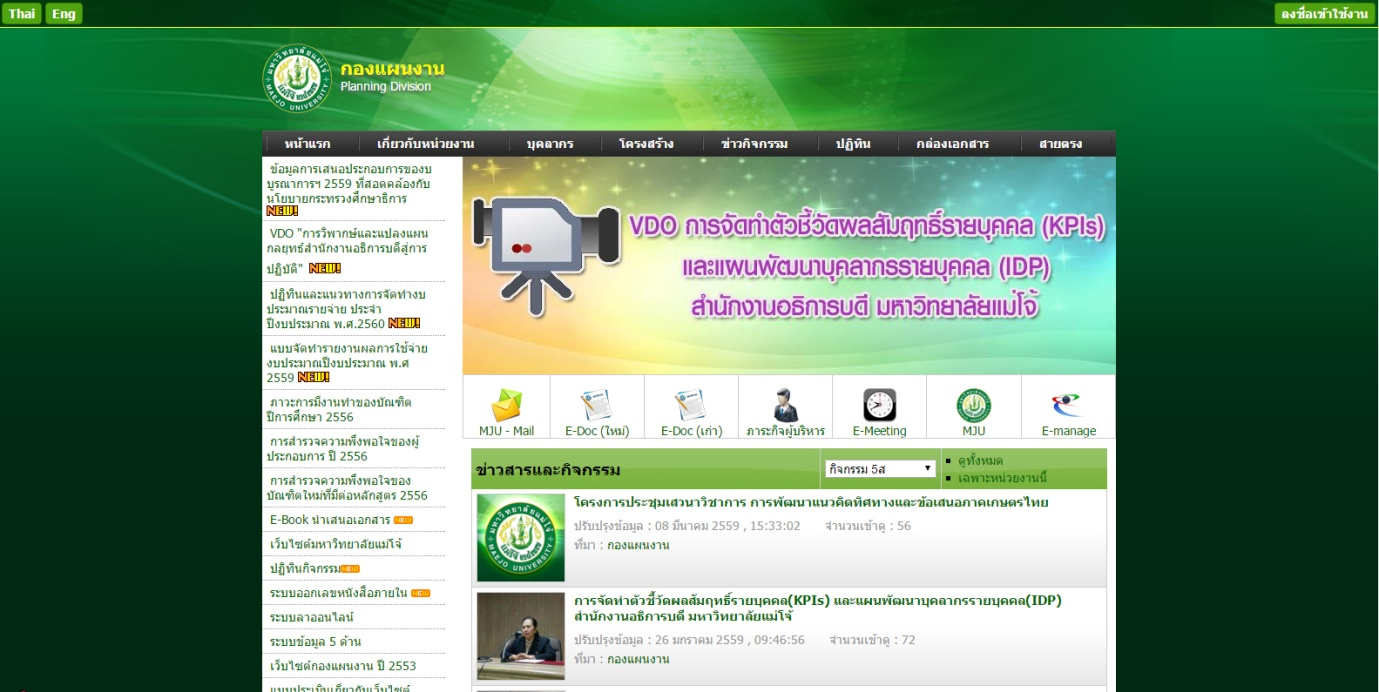 Thai Eng
ลงชื่อเข้าใช้งาน
กองแผนงาน
Planning Division
มหาวิทยาลัยแม่โจ้
MAEJO UNIVERSITY
หน้าแรก เกี่ยวกับหน่วยงาน บุคลากร โครงสร้าง ข่าวกิจกรรม ปฏิทิน กล่องเอกสาร สายตรง
ข้อมูลการเสนอประกอบการของบ
บูรณาการฯ 2559 ที่สอดคล้องกับ
นโยบายกระทรวงศึกษาธิการ
NEW!
VDO "การวิพากษ์และแปลงแผน
กลยุทธ์สำนักงานอธิการบดีสู่การ
ปฏิบัติ" NEW!
ปฏิทินและแนวทางการจัดทำงบ
ประมาณรายจ่าย ประจำ
ปีงบประมาณ พ.ศ.2560 NEW!
แบบจัดทำรายงานผลการใช้จ่าย
งบประมาณปีงบประมาณ พ.ศ
2559 NEW!
ภาวะการมีงานทำของบัณฑิต
ปีการศึกษา 2556
การสำรวจความพึงพอใจของผู้
ประกอบการ ปี 2556
การสำรวจความพึงพอใจของ
บัณฑิตใหม่ที่มีต่อหลักสูตร 2556
E-Book นำเสนอเอกสาร NEW
เว็บไซต์มหาวิทยาลัยแม่โจ้
ปฏิทินกิจกรรม NEW
ระบบออกเลขหนังสือภายใน NEW
ระบบลาออนไลน์
ระบบข้อมูล 5 ด้าน
เว็บไซต์กองแผนงาน ปี 2553
แบบประเมินเกี่ยวกับเว็บไซต์
VDO การจัดทำตัวชี้วัดผลสัมฤทธิ์รายบุคคล (KPIs)
และแผนพัฒนาบุคลากรรายบุคคล (IDP)
สำนักงานอธิการบดี มหาวิทยาลัยแม่โจ้
MJU - Mail E-Doc (ใหม่) E-Doc (เก่า) ภาระกิจผู้บริหาร E-Meeting MJU E-manage
ข่าวสารและกิจกรรม
กิจกรรม 5ส
ดูทั้งหมด
เฉพาะหน่วยงานนี้
โครงการประชุมเสวนาวิชาการ การพัฒนาแนวคิดทิศทางและข้อเสนอภาคเกษตรไทย
ปรับปรุงข้อมูล : 08 มีนาคม 2559 , 15:33:02 จำนวนเข้าดู : 56
ที่มา : กองแผนงาน
การจัดทำตัวชี้วัดผลสัมฤทธิ์รายบุคคล(KPIs) และแผนพัฒนาบุคลากรรายบุคคล(IDP)
สำนักงานอธิการบดี มหาวิทยาลัยแม่โจ้
ปรับปรุงข้อมูล : 26 มกราคม 2559 , 09:46:56 จำนวนเข้าดู : 72
ที่มา : กองแผนงาน